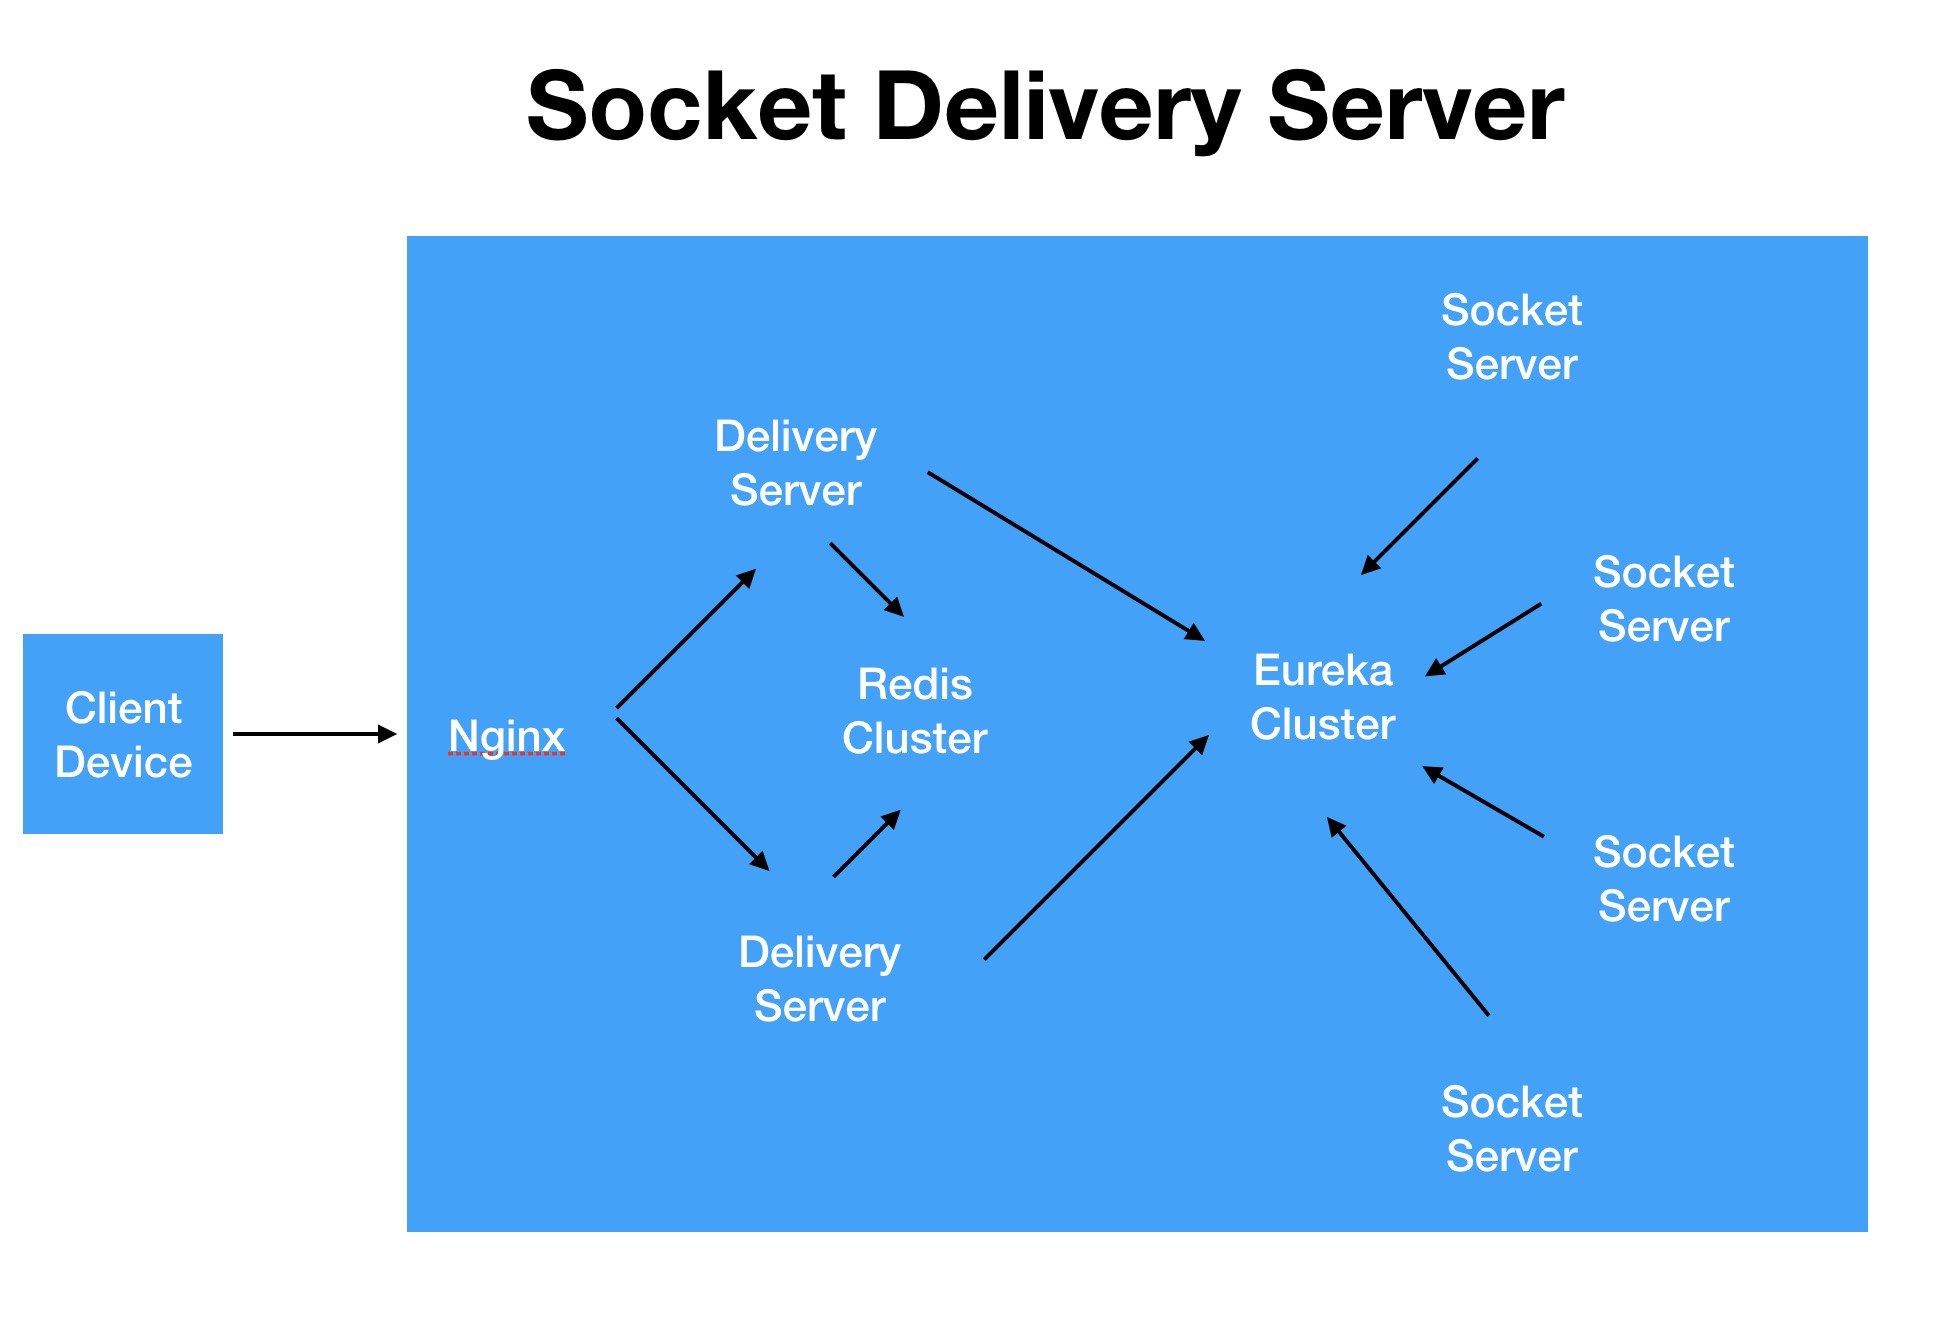 Socket Delivery Server
Socket
Server
Delivery
Server
Socket
Server
Client
Device
Nginx
Redis
Cluster
Eureka
Cluster
Socket
Server
Delivery
Server
Socket
Server